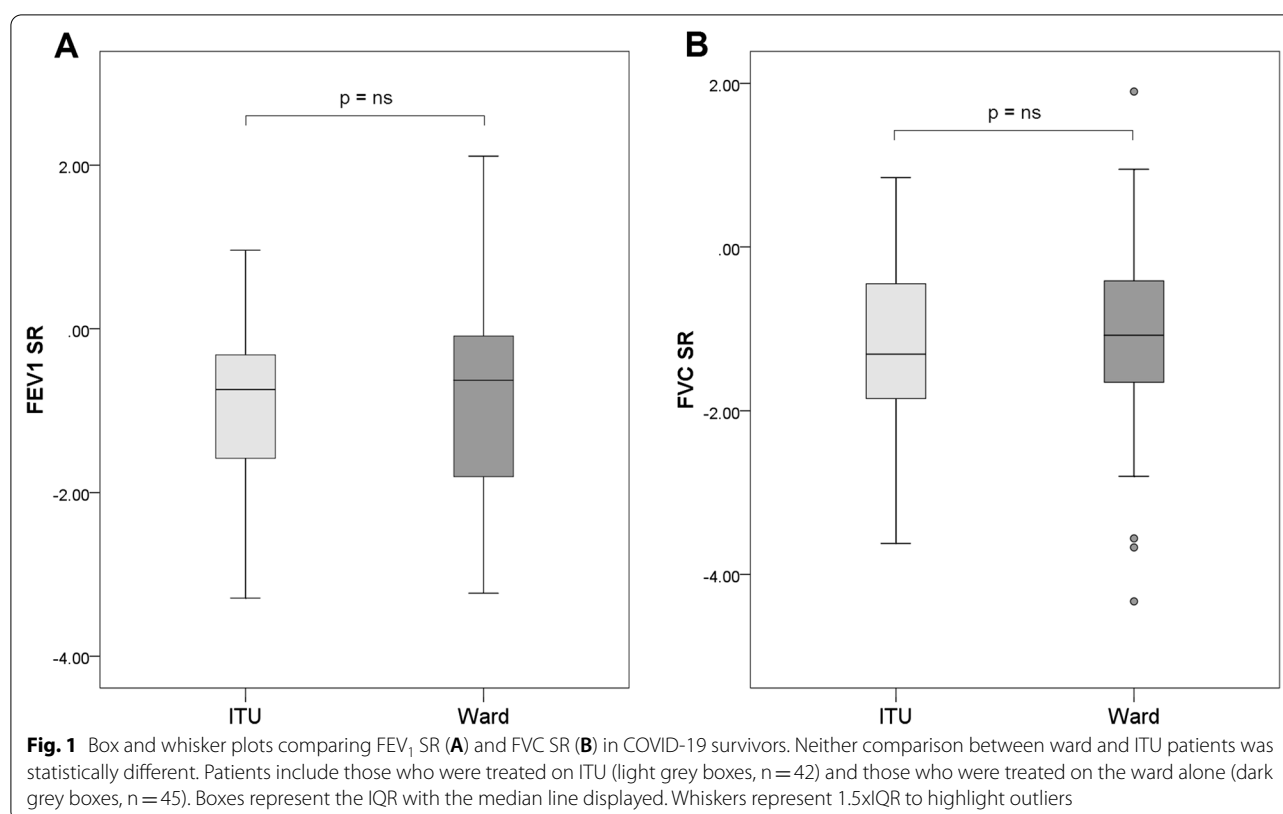 A
p = ns
2.00
.00
-2.00
-4.00
FEV1 SR
ITU
Ward
B
p = ns
2.00
.00
-2.00
-4.00
FVC SR
ITU
Ward
Fig. 1 Box and whisker plots comparing FEV₁ SR (A) and FVC SR (B) in COVID-19 survivors. Neither comparison between ward and ITU patients was
statistically different. Patients include those who were treated on ITU (light grey boxes, n = 42) and those who were treated on the ward alone (dark
grey boxes, n = 45). Boxes represent the IQR with the median line displayed. Whiskers represent 1.5xIQR to highlight outliers